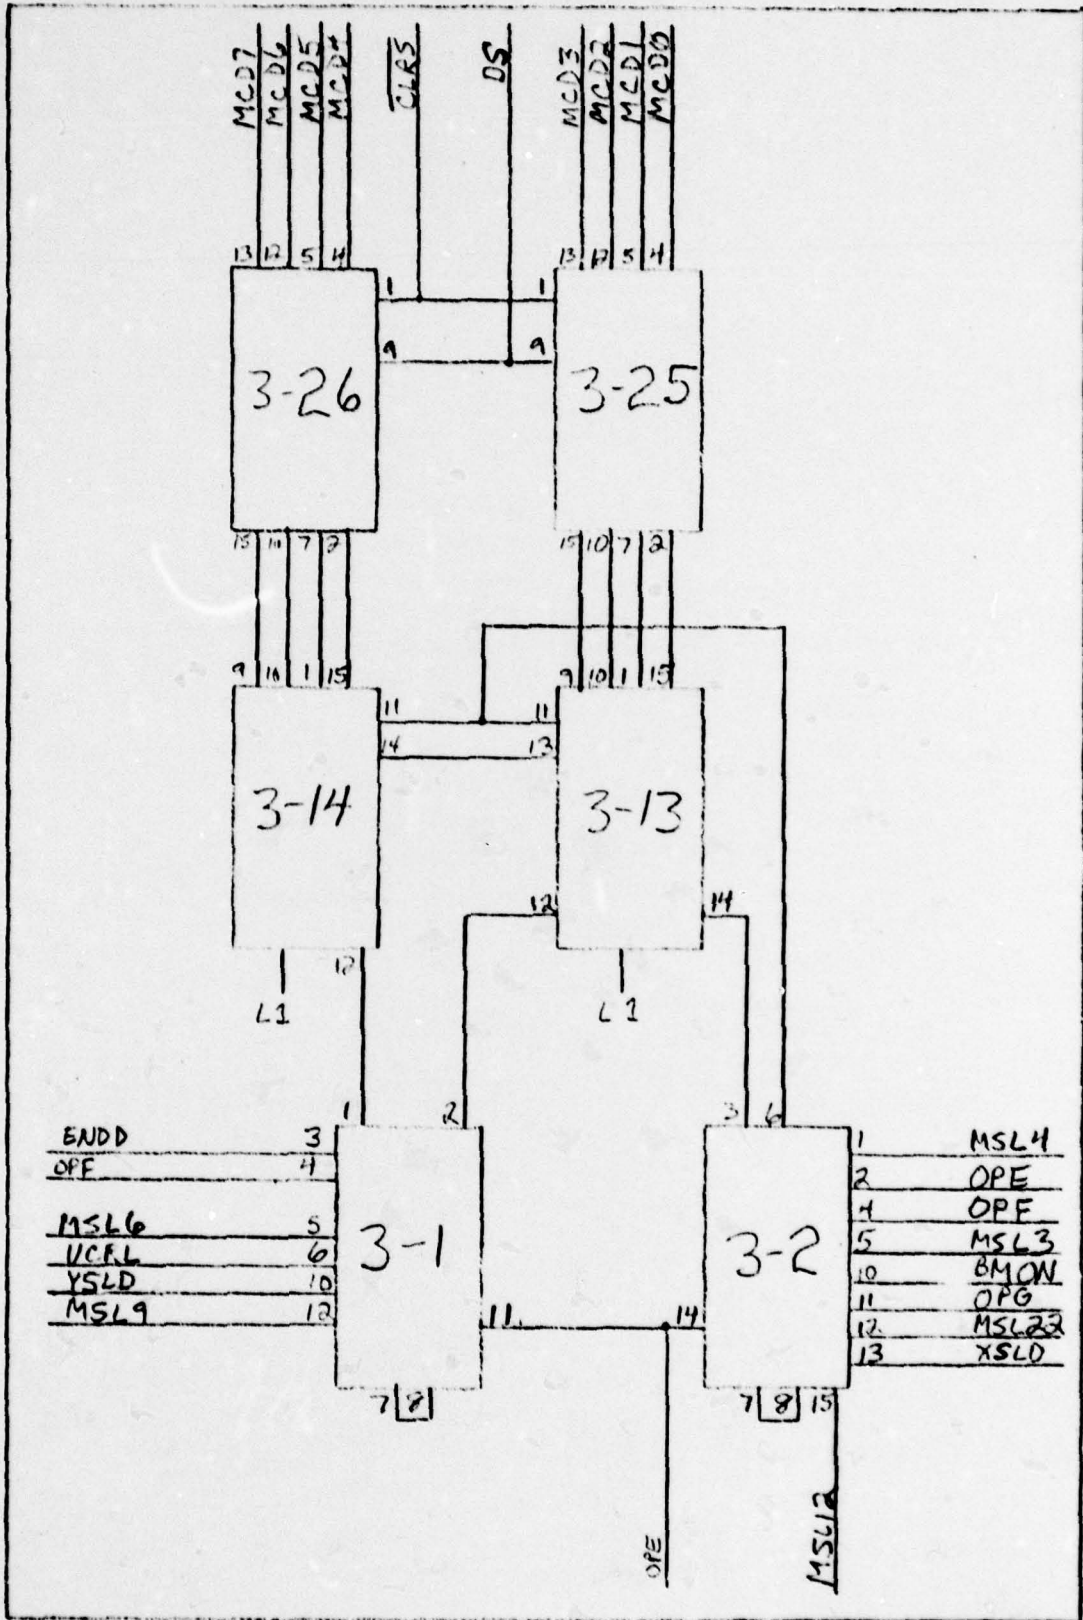 MCD7 MCD6 MCD5 MCD4 CLRS DS MCD3 MCD2 MCD1 MCD0
13 12 5 4 13 12 5 4
1 1
9 9
3-26 3-25
15 10 7 2 15 10 7 2
9 10 1 15 9 10 1 15
11 11
14 13
3-14 3-13
12 14
12
L1 L1
1 2 3 6
ENDD 3 1 MSL4
OPF 4 2 OPE
4 OPF
MSL6 5 5 MSL3
6 10 BMON
3-1 3-2
YSLD 10 11 OPG
MSL9 12 11 14 12 MSL22
13 XSLD
7 8 7 8 15
OPE MSL12